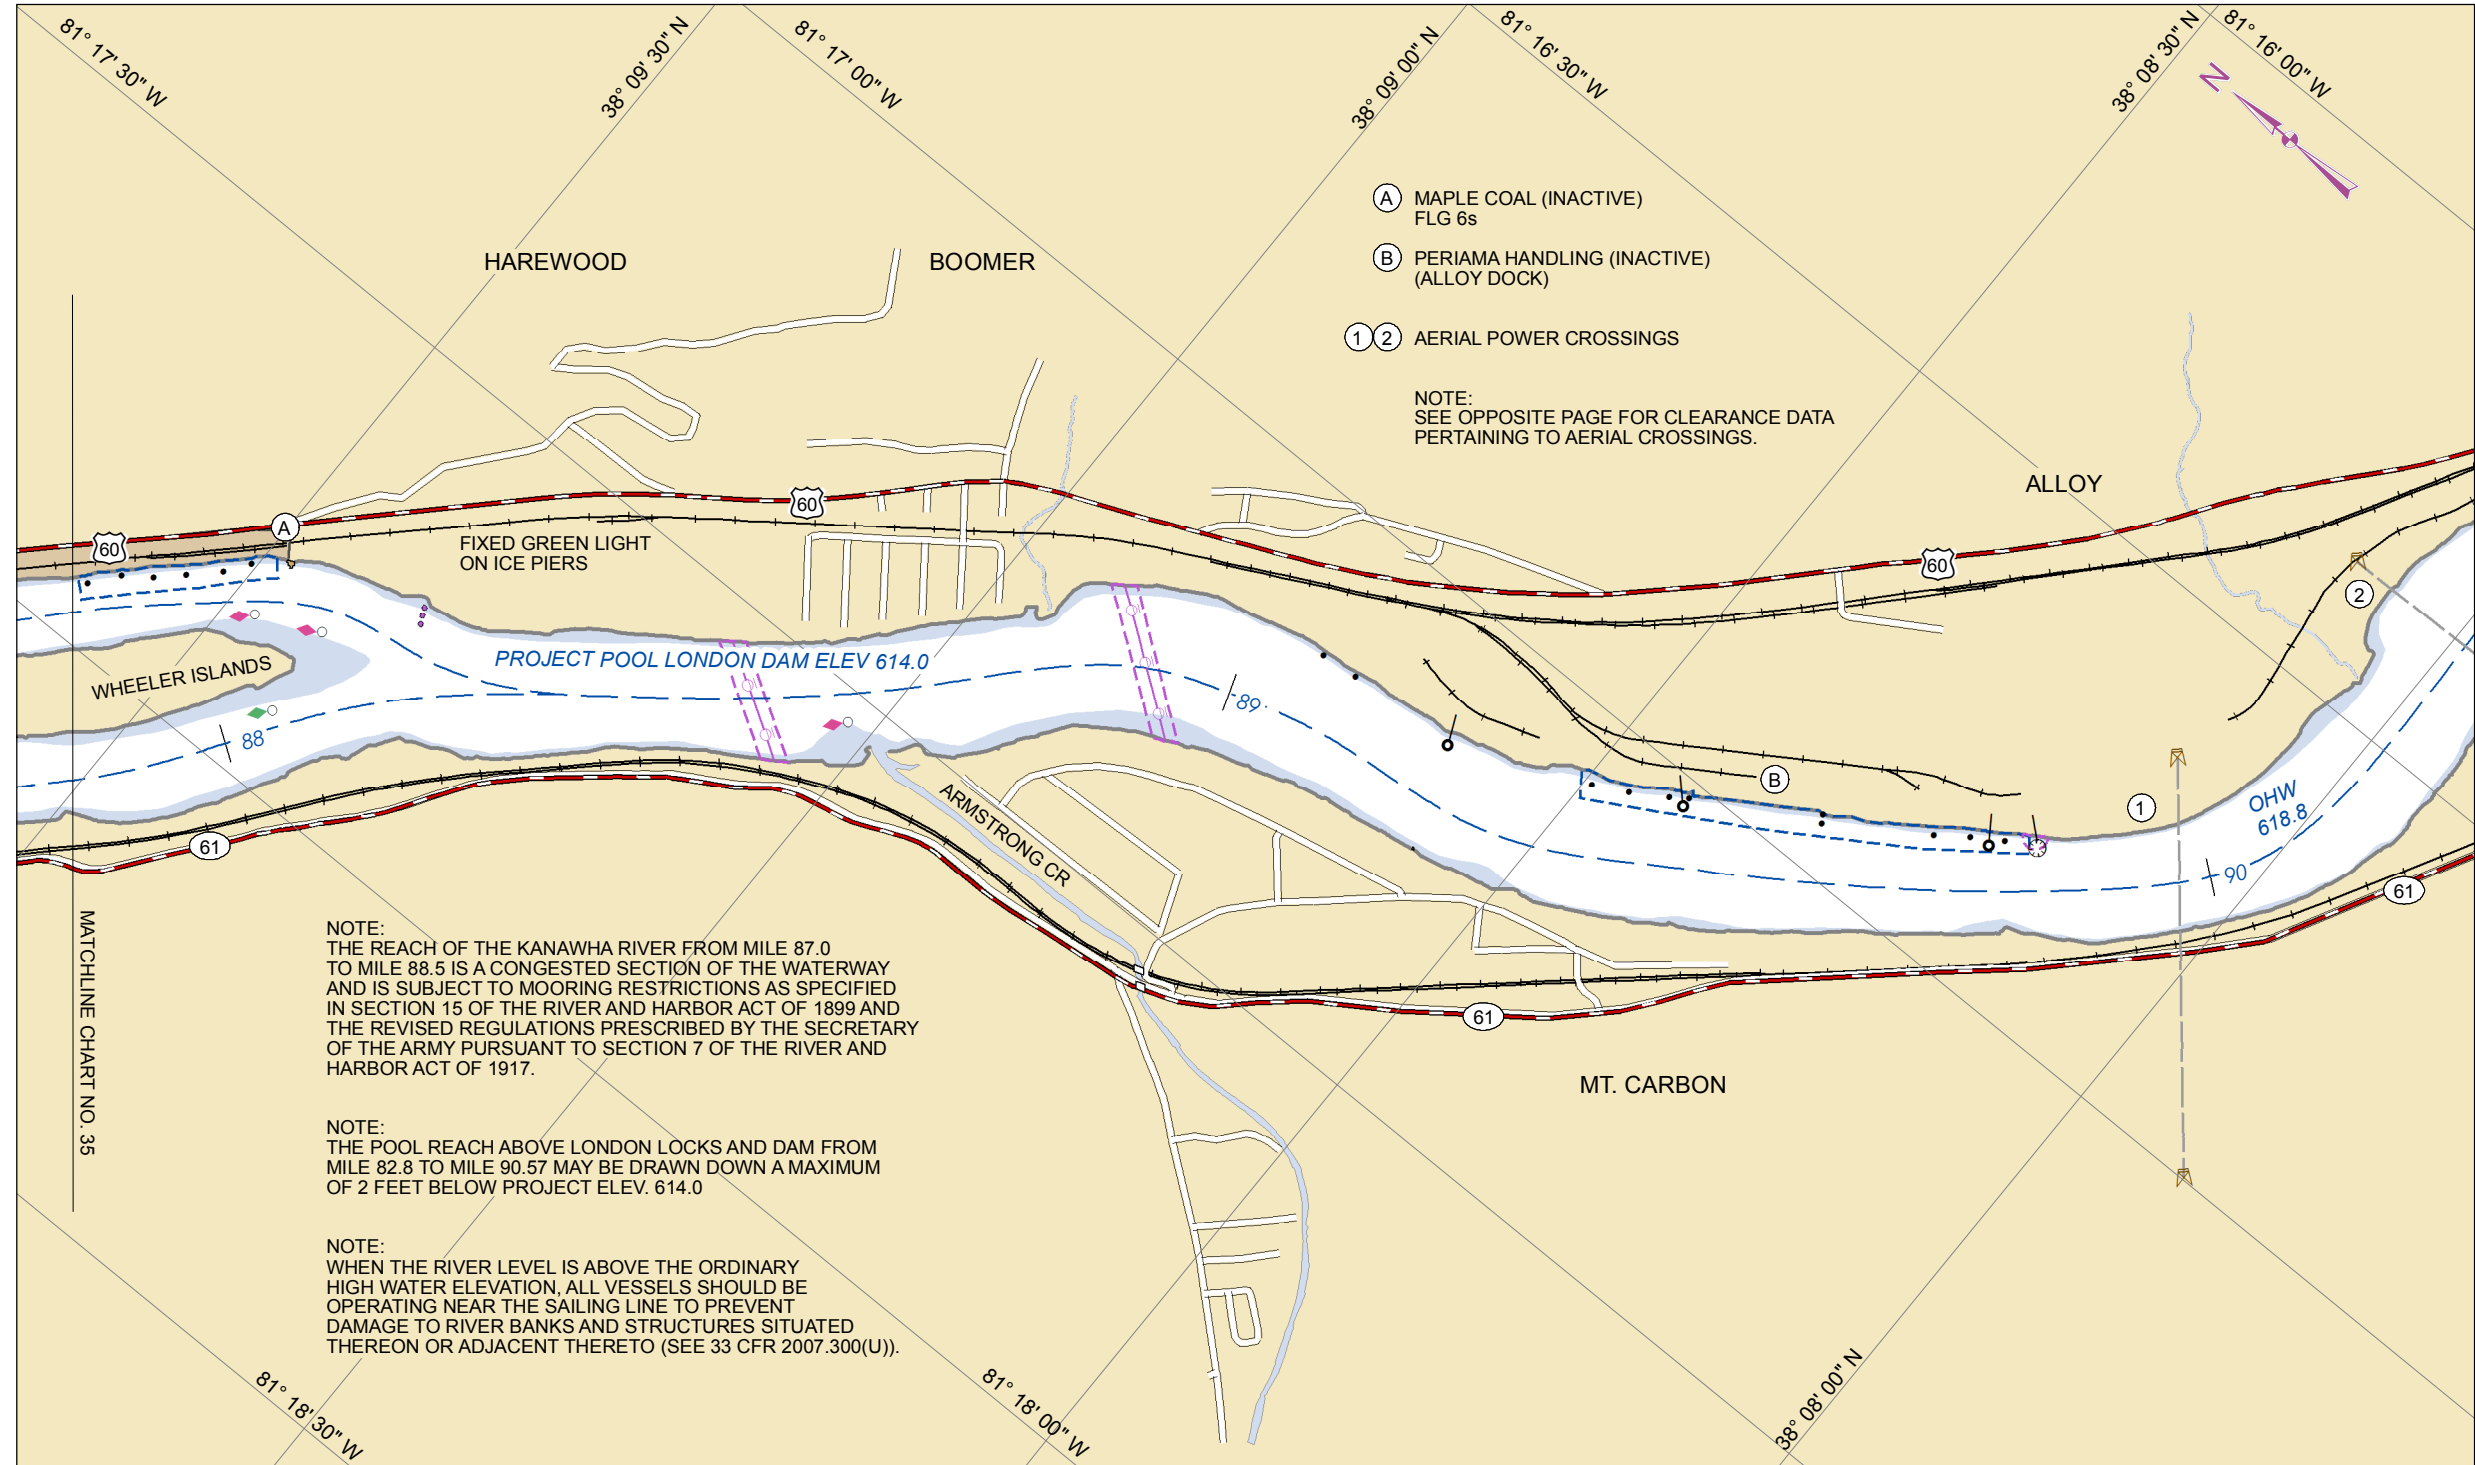 81° 17' 30" W
38° 09' 30" N
81° 17' 00" W
38° 09' 00" N
81° 16' 30" W
38° 08' 30" N
81° 16' 00" W
N
A MAPLE COAL (INACTIVE)
FLG 6s
B PERIAMA HANDLING (INACTIVE)
(ALLOY DOCK)
1 2 AERIAL POWER CROSSINGS
NOTE:
SEE OPPOSITE PAGE FOR CLEARANCE DATA
PERTAINING TO AERIAL CROSSINGS.
HAREWOOD
BOOMER
ALLOY
60
A
60
60
FIXED GREEN LIGHT
ON ICE PIERS
2
WHEELER ISLANDS
PROJECT POOL LONDON DAM ELEV 614.0
88
89
B
1
OHW
618.8
90
61
61
ARMSTRONG CR
61
MT. CARBON
MATCHLINE CHART NO. 35
NOTE:
THE REACH OF THE KANAWHA RIVER FROM MILE 87.0
TO MILE 88.5 IS A CONGESTED SECTION OF THE WATERWAY
AND IS SUBJECT TO MOORING RESTRICTIONS AS SPECIFIED
IN SECTION 15 OF THE RIVER AND HARBOR ACT OF 1899 AND
THE REVISED REGULATIONS PRESCRIBED BY THE SECRETARY
OF THE ARMY PURSUANT TO SECTION 7 OF THE RIVER AND
HARBOR ACT OF 1917.
NOTE:
THE POOL REACH ABOVE LONDON LOCKS AND DAM FROM
MILE 82.8 TO MILE 90.57 MAY BE DRAWN DOWN A MAXIMUM
OF 2 FEET BELOW PROJECT ELEV. 614.0
NOTE:
WHEN THE RIVER LEVEL IS ABOVE THE ORDINARY
HIGH WATER ELEVATION, ALL VESSELS SHOULD BE
OPERATING NEAR THE SAILING LINE TO PREVENT
DAMAGE TO RIVER BANKS AND STRUCTURES SITUATED
THEREON OR ADJACENT THERETO (SEE 33 CFR 2007.300(U)).
81° 18' 30" W
81° 18' 00" W
38° 08' 00" N